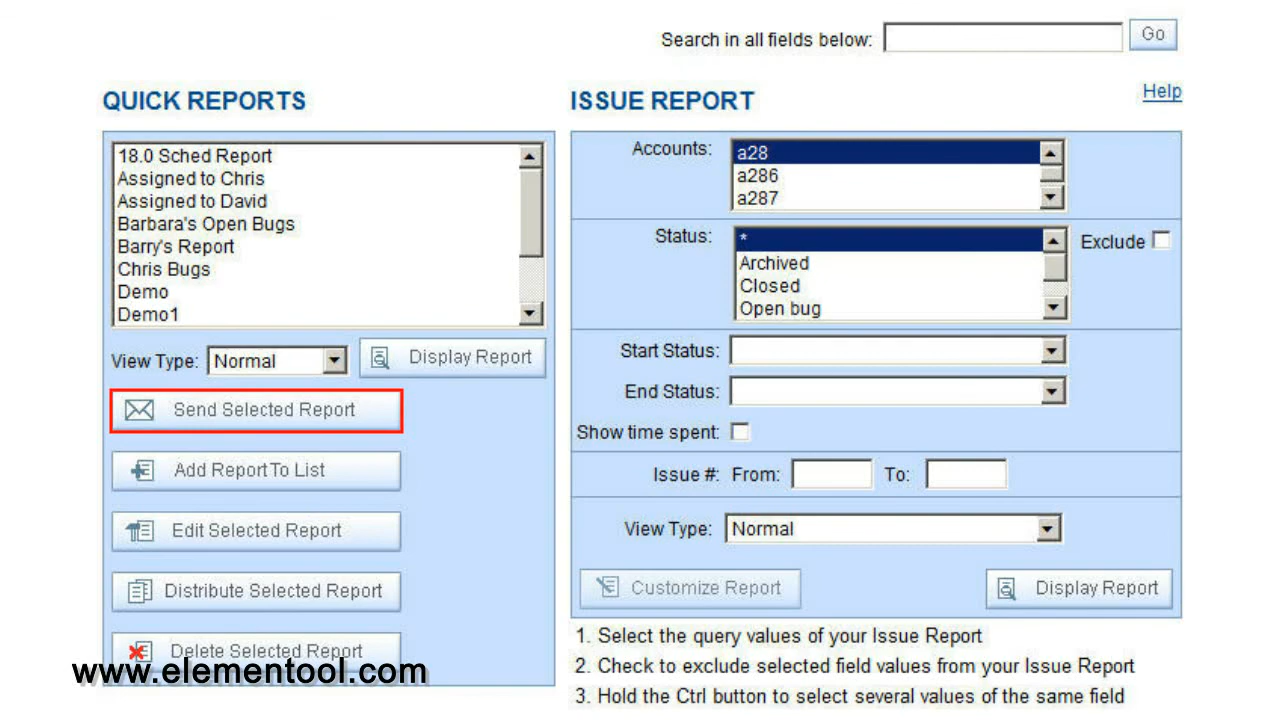 Search in all fields below: Go
QUICK REPORTS
18.0 Sched Report
Assigned to Chris
Assigned to David
Barbara's Open Bugs
Barry's Report
Chris Bugs
Demo
Demo1
View Type: Normal Display Report
Send Selected Report
Add Report To List
Edit Selected Report
Distribute Selected Report
Delete Selected Report
www.elementool.com
ISSUE REPORT
Help
Accounts: a28
a286
a287
Status: *
Archived
Closed
Open bug
Exclude
Start Status:
End Status:
Show time spent:
Issue #: From: To:
View Type: Normal
Customize Report Display Report
1. Select the query values of your Issue Report
2. Check to exclude selected field values from your Issue Report
3. Hold the Ctrl button to select several values of the same field